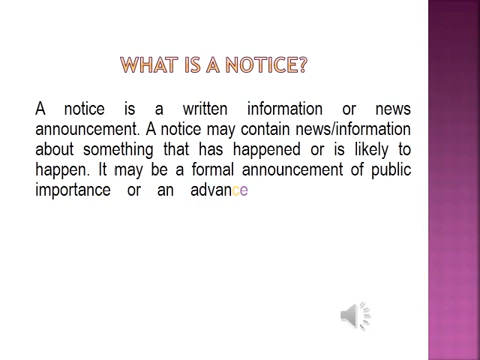 WHAT IS A NOTICE?
A notice is a written information or news
announcement. A notice may contain news/information
about something that has happened or is likely to
happen. It may be a formal announcement of public
importance or an advance